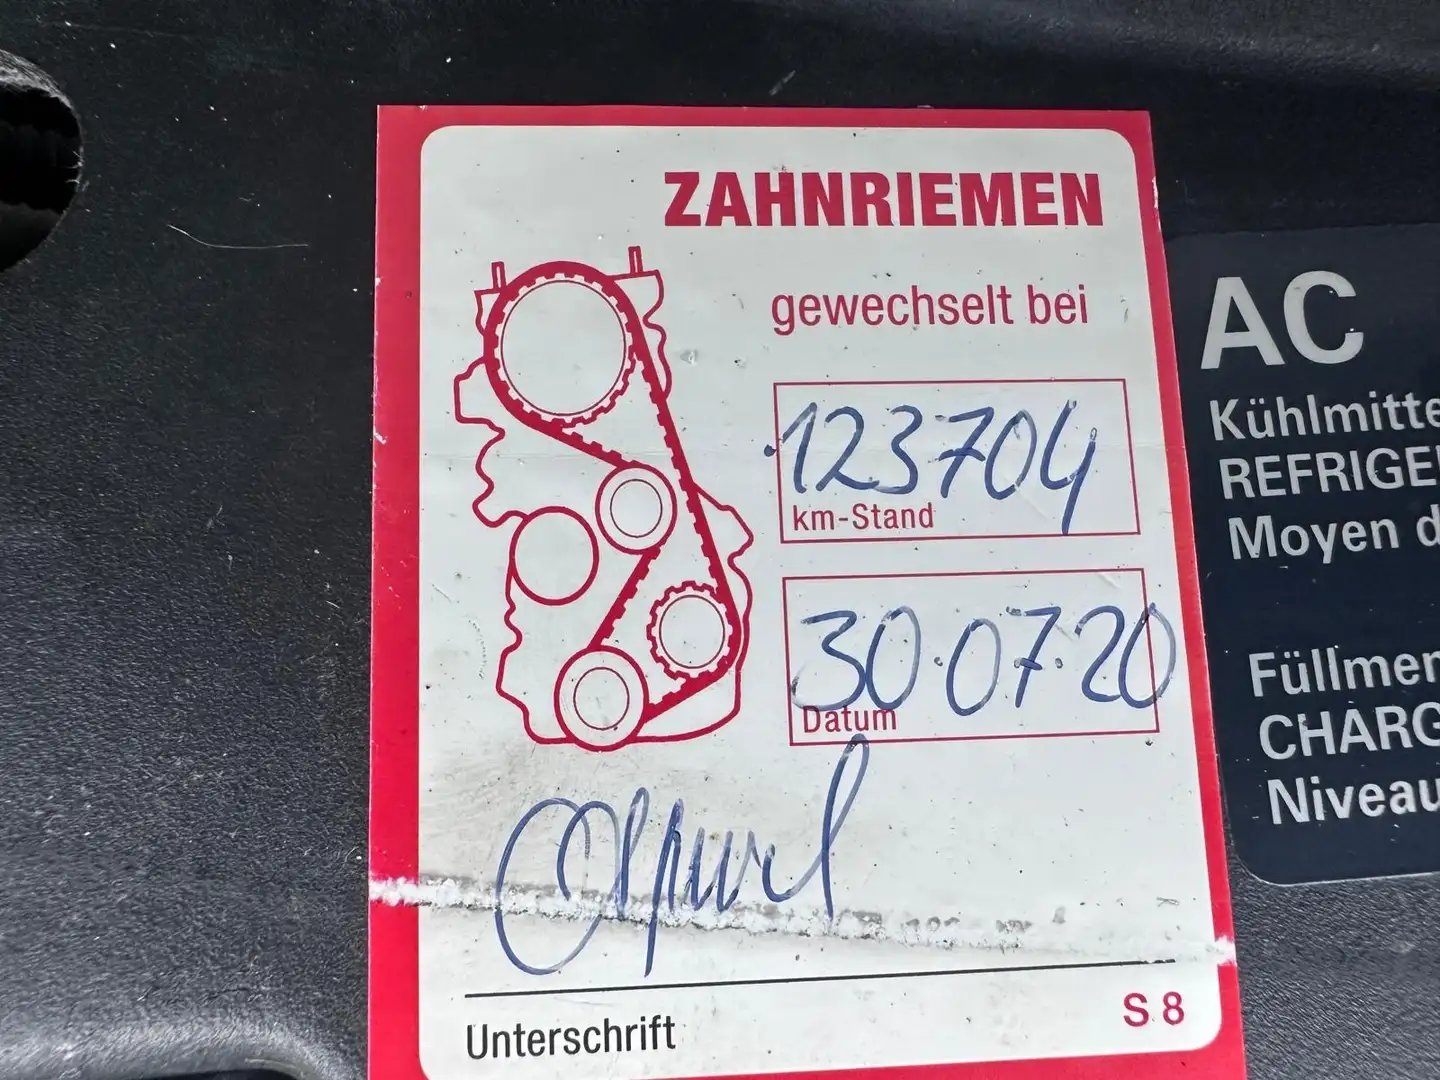 ZAHNRIEMEN
gewechselt bei
123704
km-Stand
30.07.20
Datum
Unterschrift
S 8
AC
Kühlmitte
REFRIGE
Moyen d
Füllmen
CHARG
Niveau